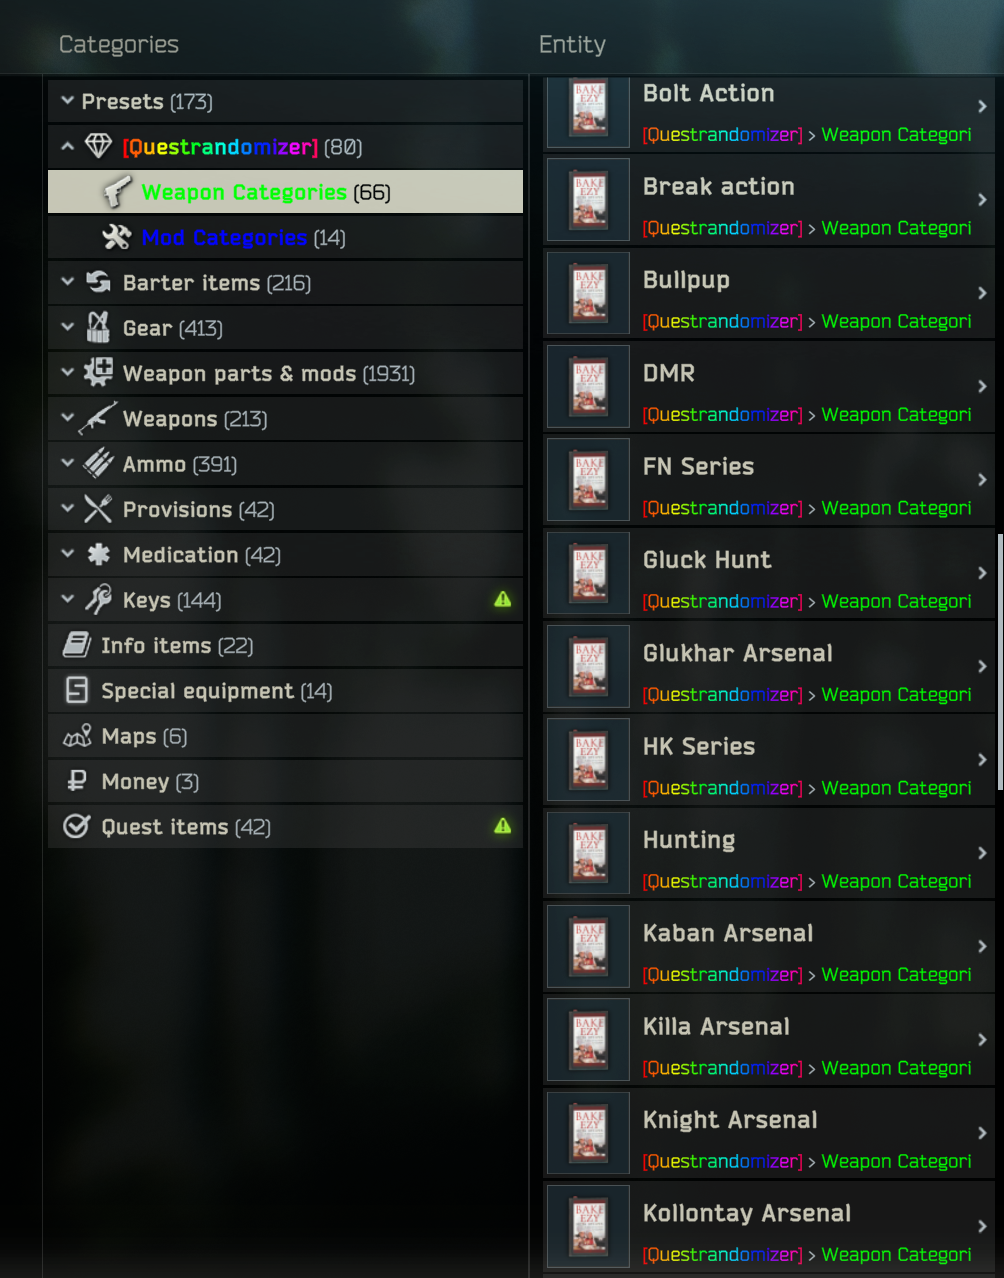 Categories
Presets (173)
[Questrandomizer] (80)
Weapon Categories (66)
Mod Categories (14)
Barter items (216)
Gear (413)
Weapon parts & mods (1931)
Weapons (213)
Ammo (391)
Provisions (42)
Medication (42)
Keys (144)
Info items (22)
Special equipment (14)
Maps (6)
Money (3)
Quest items (42)
Entity
BAKE
EZY
Bolt Action
[Questrandomizer] > Weapon Categori
BAKE
EZY
Break action
[Questrandomizer] > Weapon Categori
BAKE
EZY
Bullpup
[Questrandomizer] > Weapon Categori
BAKE
EZY
DMR
[Questrandomizer] > Weapon Categori
BAKE
EZY
FN Series
[Questrandomizer] > Weapon Categori
BAKE
EZY
Gluck Hunt
[Questrandomizer] > Weapon Categori
BAKE
EZY
Glukhar Arsenal
[Questrandomizer] > Weapon Categori
BAKE
EZY
HK Series
[Questrandomizer] > Weapon Categori
BAKE
EZY
Hunting
[Questrandomizer] > Weapon Categori
BAKE
EZY
Kaban Arsenal
[Questrandomizer] > Weapon Categori
BAKE
EZY
Killa Arsenal
[Questrandomizer] > Weapon Categori
BAKE
EZY
Knight Arsenal
[Questrandomizer] > Weapon Categori
BAKE
EZY
Kollontay Arsenal
[Questrandomizer] > Weapon Categori